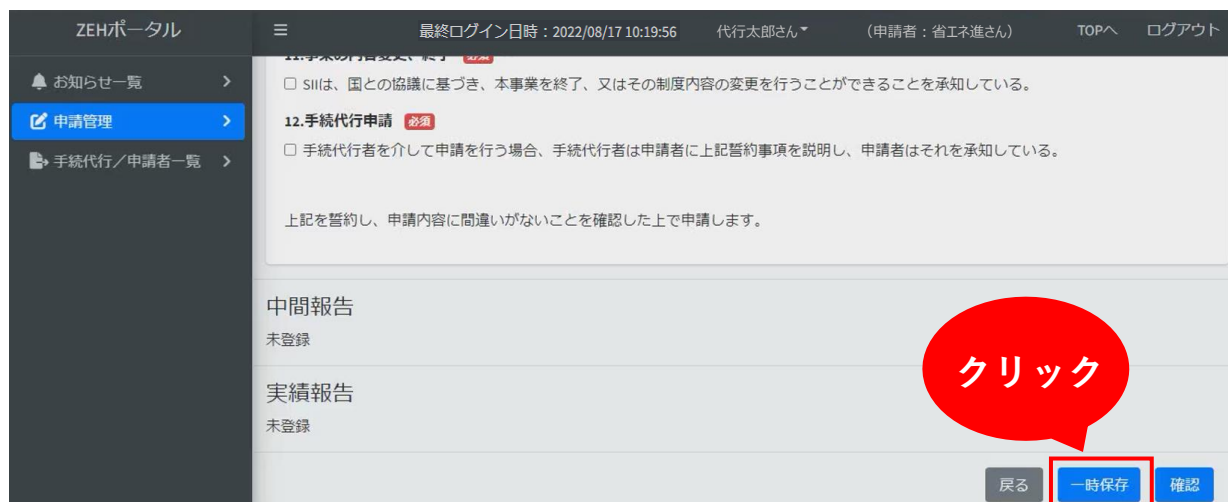 ZEHポータル
最終ログイン日時：2022/08/17 10:19:56 代行太郎さん （申請者：省エネ進さん） TOPへ ログアウト
お知らせ一覧
申請管理
手続代行／申請者一覧
11.事業の内容変更、終了 必須
SIIは、国との協議に基づき、本事業を終了、又はその制度内容の変更を行うことができることを承知している。
12.手続代行申請 必須
手続代行者を介して申請を行う場合、手続代行者は申請者に上記誓約事項を説明し、申請者はそれを承知している。
上記を誓約し、申請内容に間違いがないことを確認した上で申請します。
中間報告
未登録
実績報告
未登録
クリック
戻る 一時保存 確認